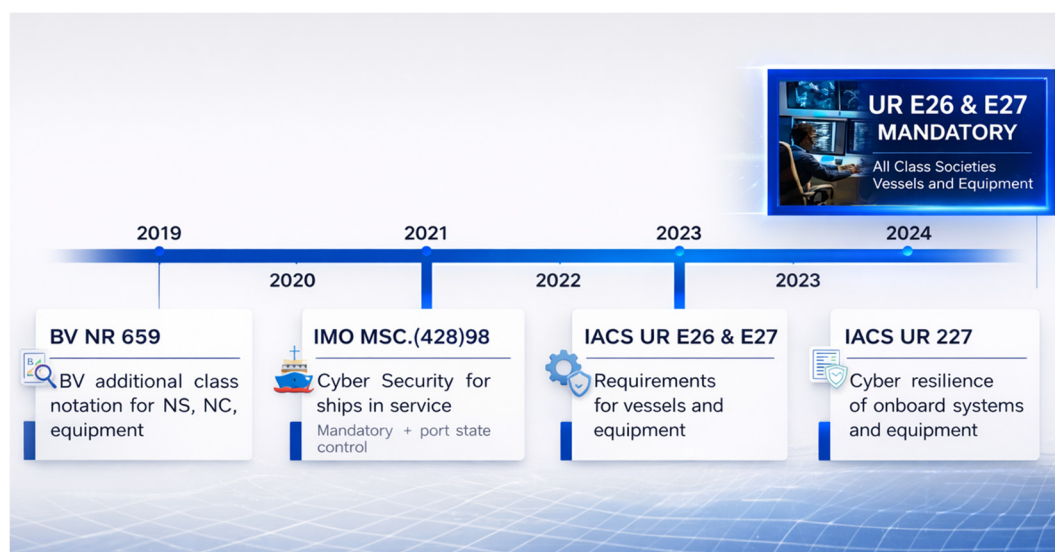 UR E26 & E27
MANDATORY
All Class Societies
Vessels and Equipment
2019
2021
2023
2024
2020
2022
2023
BV NR 659
BV additional class
notation for NS, NC,
equipment
IMO MSC.(428)98
Cyber Security for
ships in service
Mandatory + port state
control
IACS UR E26 & E27
Requirements
for vessels and
equipment
IACS UR 227
Cyber resilience
of onboard systems
and equipment